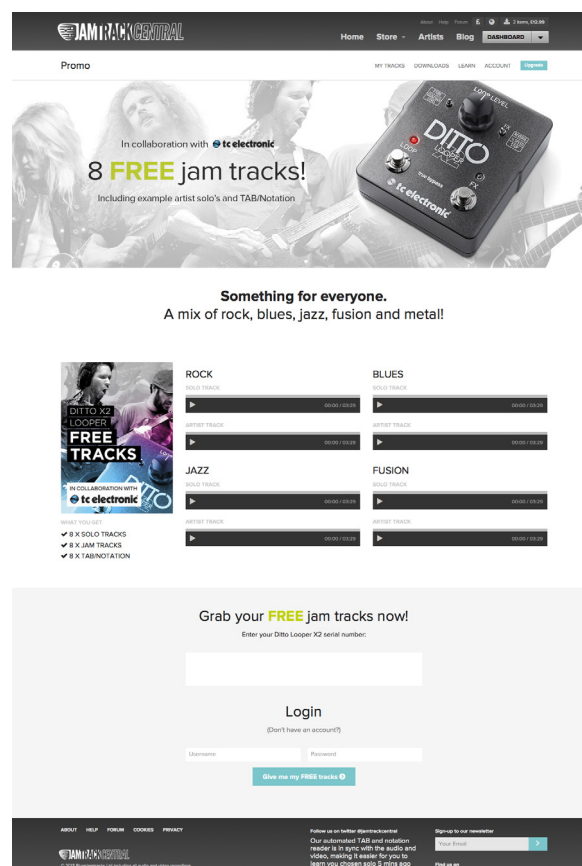 About Help Forum £ 3 items, $12.99
JAMTRACKCENTRAL
Home Store Artists Blog DASHBOARD
Promo
MY TRACKS DOWNLOADS LEARN ACCOUNT Upgrade
In collaboration with tc electronic
8 FREE jam tracks!
Including example artist solo's and TAB/Notation
LOOP LEVEL
FX
DITTO
LOOPER
X2
LOOP
FX
true bypass
tc electronic
Something for everyone.
A mix of rock, blues, jazz, fusion and metal!
DITTO X2
LOOPER
FREE
TRACKS
IN COLLABORATION WITH
tc electronic
DITTO
WHAT YOU GET
8 X SOLO TRACKS
8 X JAM TRACKS
8 X TAB/NOTATION
ROCK
SOLO TRACK
00:00 / 03:29
ARTIST TRACK
00:00 / 03:29
BLUES
SOLO TRACK
00:00 / 03:29
ARTIST TRACK
00:00 / 03:29
JAZZ
SOLO TRACK
00:00 / 03:29
ARTIST TRACK
00:00 / 03:29
FUSION
SOLO TRACK
00:00 / 03:29
ARTIST TRACK
00:00 / 03:29
Grab your FREE jam tracks now!
Enter your Ditto Looper X2 serial number:
Login
(Don't have an account?)
Username Password
Give me my FREE tracks
ABOUT HELP FORUM COOKIES PRIVACY
JAMTRACKCENTRAL
Follow us on twitter @jamtrackcentral
Our automated TAB and notation
reader is in sync with the audio and
video, making it easier for you to
learn you chosen solo 5 mins ago
Sign-up to our newsletter
Your Email
Find us on